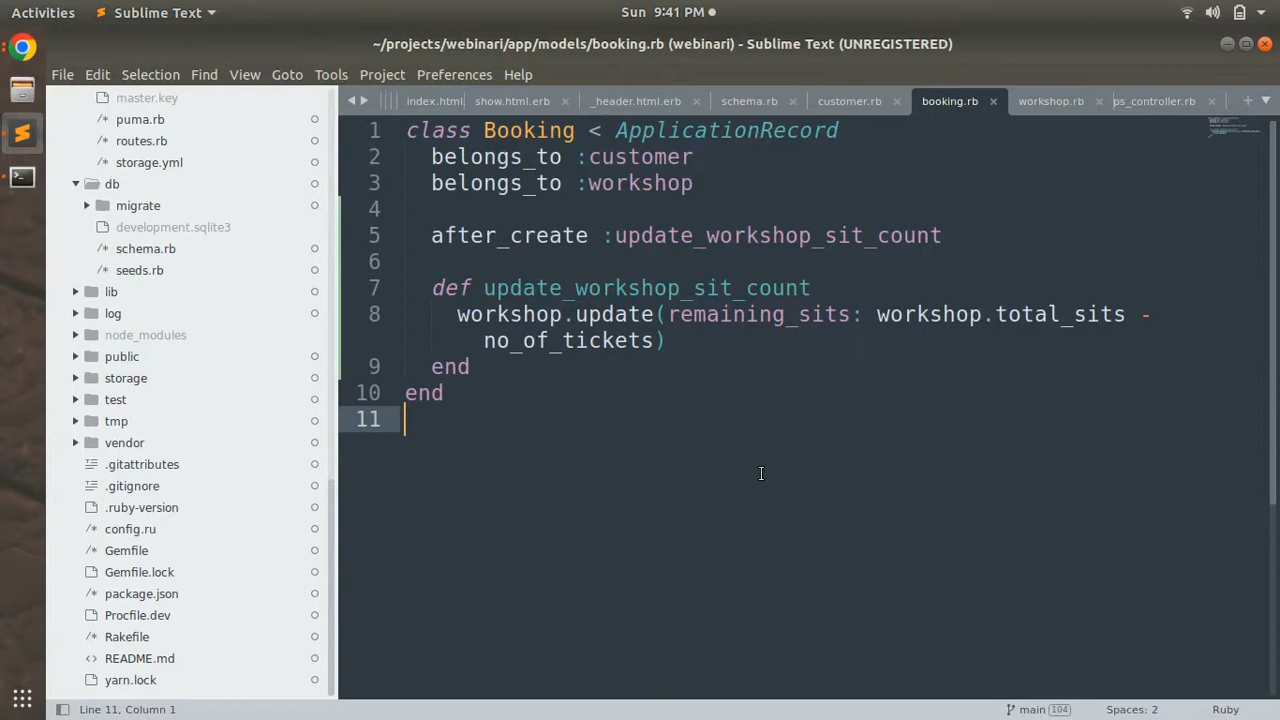 Activities
Sublime Text
Sun 9:41 PM
~/projects/webinari/app/models/booking.rb (webinari) - Sublime Text (UNREGISTERED)
File Edit Selection Find View Goto Tools Project Preferences Help
index.html
show.html.erb
_header.html.erb
schema.rb
customer.rb
booking.rb
workshop.rb
ps_controller.rb
master.key
puma.rb
routes.rb
storage.yml
db
migrate
development.sqlite3
schema.rb
seeds.rb
lib
log
node_modules
public
storage
test
tmp
vendor
.gitattributes
.gitignore
.ruby-version
config.ru
Gemfile
Gemfile.lock
package.json
Procfile.dev
Rakefile
README.md
yarn.lock
1 class Booking < ApplicationRecord
2 belongs_to :customer
3 belongs_to :workshop
4
5 after_create :update_workshop_sit_count
6
7 def update_workshop_sit_count
8 workshop.update(remaining_sits: workshop.total_sits -
no_of_tickets)
9 end
10 end
11
Line 11, Column 1
main 104
Spaces: 2
Ruby